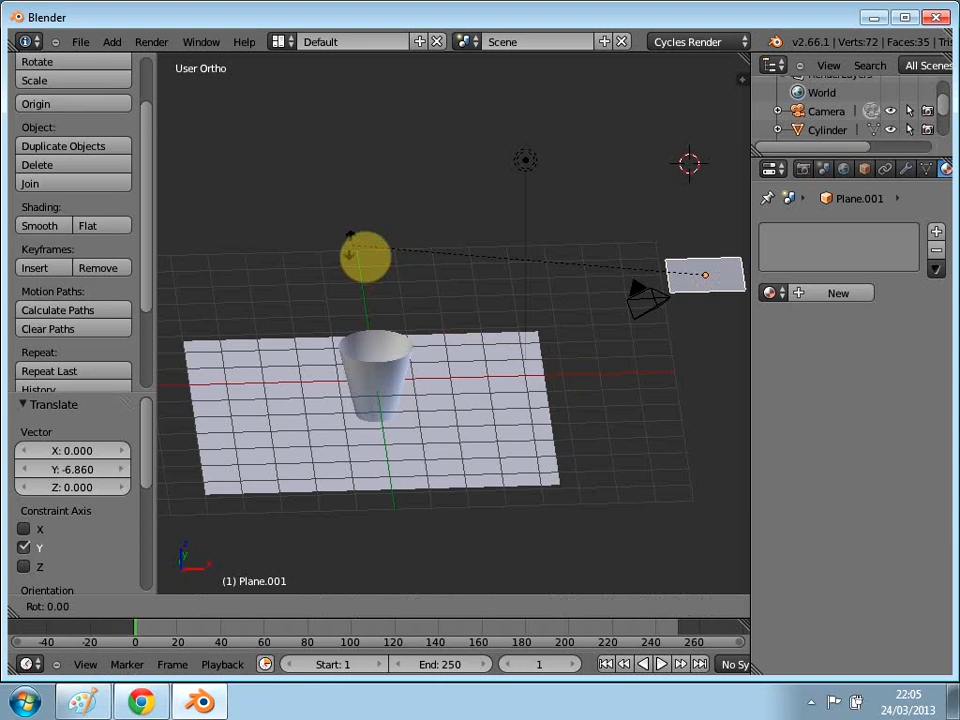 Blender
File Add Render Window Help Default Scene Cycles Render v2.66.1 | Verts:72 | Faces:35 | Tris
Rotate
Scale
Origin
Object:
Duplicate Objects
Delete
Join
Shading:
Smooth Flat
Keyframes:
Insert Remove
Motion Paths:
Calculate Paths
Clear Paths
Repeat:
Repeat Last
History
Translate
Vector
X: 0.000
Y: -6.860
Z: 0.000
Constraint Axis
X
Y
Z
Orientation
User Ortho
z
y
x
(1) Plane.001
Rot: 0.00
View Search All Scenes
RenderLayers
World
Camera
Cylinder
Plane.001
New
-40 -20 0 20 40 60 80 100 120 140 160 180 200 220 240 260
View Marker Frame Playback Start: 1 End: 250 1 No Sy
22:05
24/03/2013